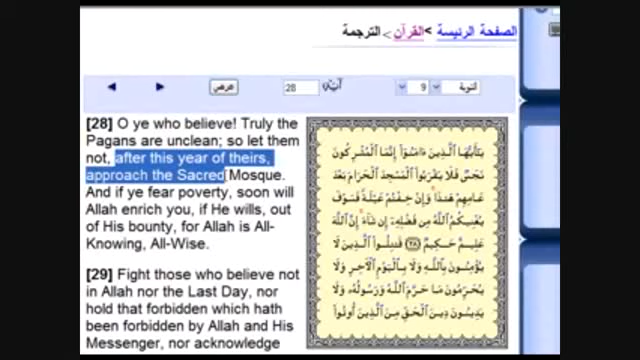 الصفحة الرئيسة > القرآن > الترجمة
التوبة
9
آية
28
عرض
[28] O ye who believe! Truly the
Pagans are unclean; so let them
not, after this year of theirs,
approach the Sacred Mosque.
And if ye fear poverty, soon will
Allah enrich you, if He wills, out
of His bounty, for Allah is All-
Knowing, All-Wise.
[29] Fight those who believe not
in Allah nor the Last Day, nor
hold that forbidden which hath
been forbidden by Allah and His
Messenger, nor acknowledge
يَٰٓأَيُّهَا ٱلَّذِينَ ءَامَنُوٓا۟ إِنَّمَا ٱلْمُشْرِكُونَ
نَجَسٌ فَلَا يَقْرَبُوا۟ ٱلْمَسْجِدَ ٱلْحَرَامَ بَعْدَ
عَامِهِمْ هَٰذَا وَإِنْ خِفْتُمْ عَيْلَةً فَسَوْفَ
يُغْنِيكُمُ ٱللَّهُ مِن فَضْلِهِۦٓ إِن شَآءَ إِنَّ ٱللَّهَ
عَلِيمٌ حَكِيمٌ ٢٨ قَٰتِلُوا۟ ٱلَّذِينَ لَا
يُؤْمِنُونَ بِٱللَّهِ وَلَا بِٱلْيَوْمِ ٱلْءَاخِرِ وَلَا
يُحَرِّمُونَ مَا حَرَّمَ ٱللَّهُ وَرَسُولُهُۥ وَلَا
يَدِينُونَ دِينَ ٱلْحَقِّ مِنَ ٱلَّذِينَ أُوتُوا۟